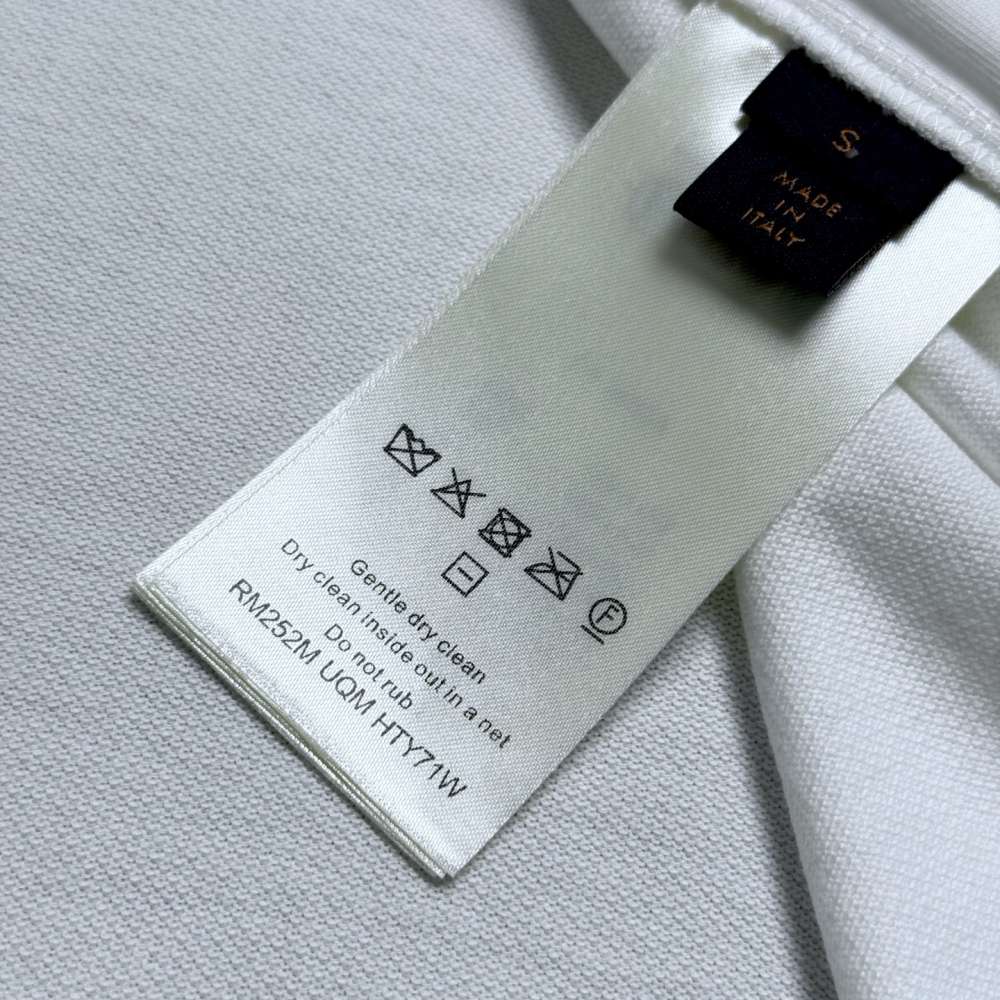 S
MADE
IN
ITALY
F
Gentle dry clean
Dry clean inside out in a net
Do not rub
RM252M UQM HTY71W